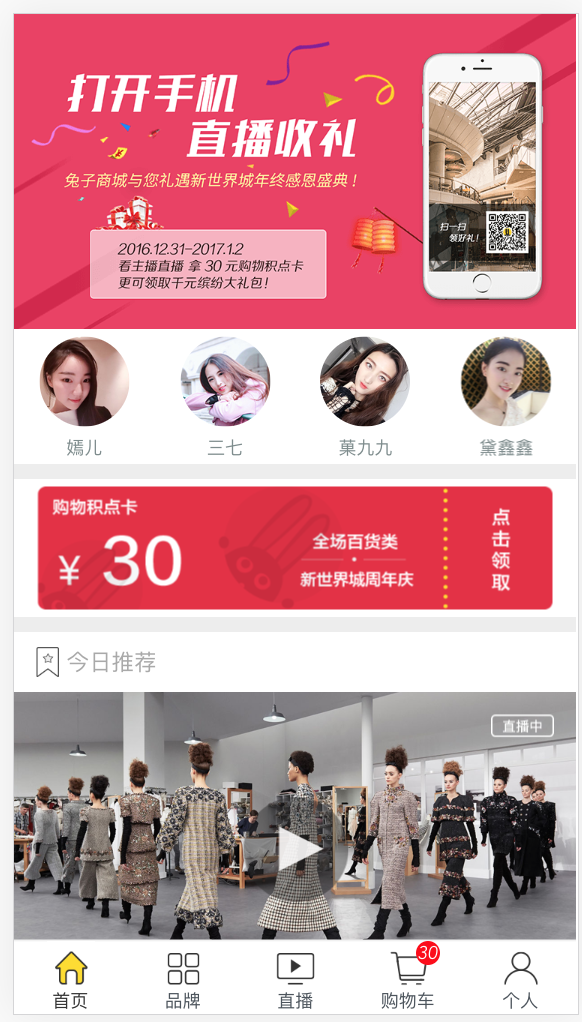 打开手机
直播收礼
兔子商城与您礼遇新世界城年终感恩盛典！
2016.12.31-2017.1.2
看主播直播 拿 30 元购物积点卡
更可领取千元缤纷大礼包！
扫一扫
领好礼！
嫣儿
三七
菓九九
黛鑫鑫
购物积点卡
¥ 30
全场百货类
新世界城周年庆
点击领取
今日推荐
直播中
30
首页
品牌
直播
购物车
个人